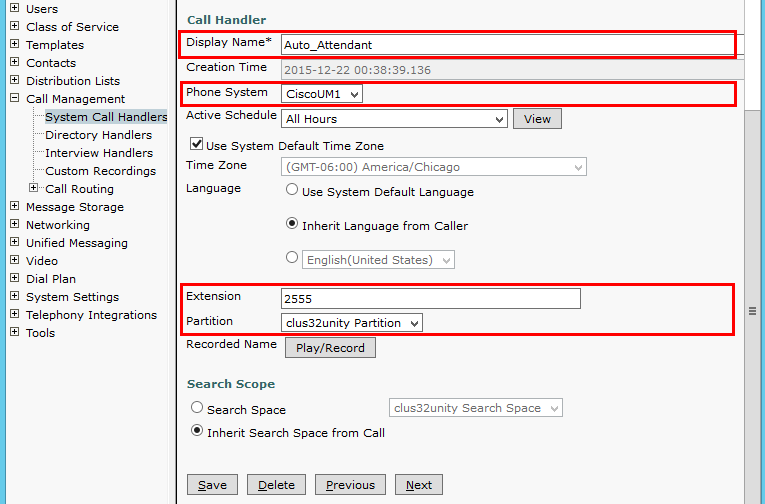 Users
Class of Service
Templates
Contacts
Distribution Lists
Call Management
System Call Handlers
Directory Handlers
Interview Handlers
Custom Recordings
Call Routing
Message Storage
Networking
Unified Messaging
Video
Dial Plan
System Settings
Telephony Integrations
Tools
Call Handler
Display Name* Auto_Attendant
Creation Time 2015-12-22 00:38:39.136
Phone System CiscoUM1
Active Schedule All Hours View
Use System Default Time Zone
Time Zone (GMT-06:00) America/Chicago
Language Use System Default Language
Inherit Language from Caller
English(United States)
Extension 2555
Partition clus32unity Partition
Recorded Name Play/Record
Search Scope
Search Space clus32unity Search Space
Inherit Search Space from Call
Save Delete Previous Next